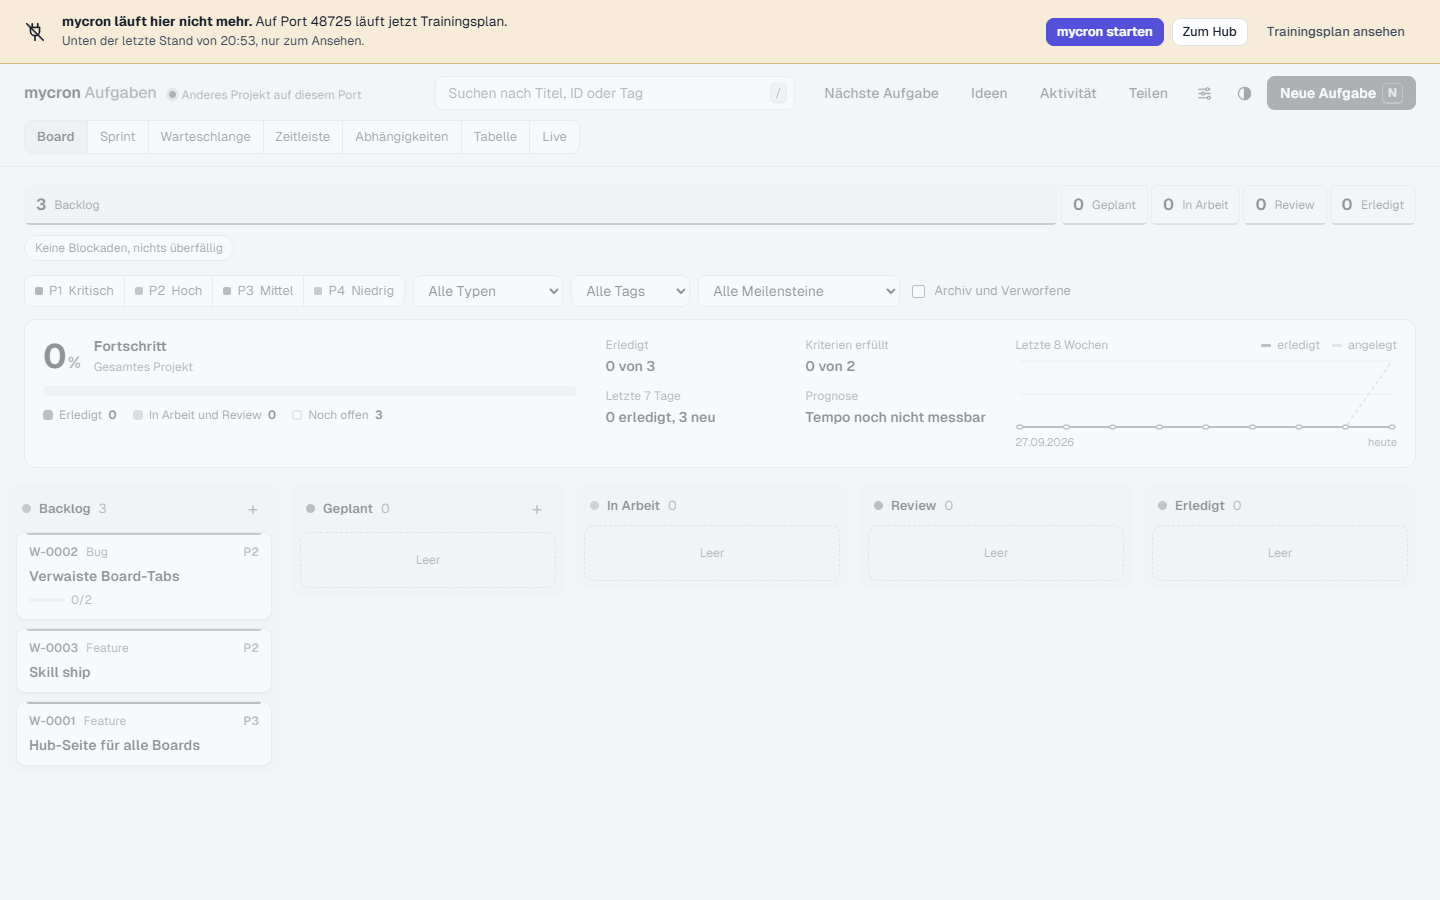 mycron läuft hier nicht mehr. Auf Port 48725 läuft jetzt Trainingsplan.
Unten der letzte Stand von 20:53, nur zum Ansehen.
mycron starten
Zum Hub
Trainingsplan ansehen
mycron Aufgaben
Anderes Projekt auf diesem Port
Suchen nach Titel, ID oder Tag /
Nächste Aufgabe
Ideen
Aktivität
Teilen
Neue Aufgabe N
Board
Sprint
Warteschlange
Zeitleiste
Abhängigkeiten
Tabelle
Live
3 Backlog
0 Geplant
0 In Arbeit
0 Review
0 Erledigt
Keine Blockaden, nichts überfällig
P1 Kritisch
P2 Hoch
P3 Mittel
P4 Niedrig
Alle Typen
Alle Tags
Alle Meilensteine
Archiv und Verworfene
0 %
Fortschritt
Gesamtes Projekt
Erledigt 0
In Arbeit und Review 0
Noch offen 3
Erledigt
0 von 3
Kriterien erfüllt
0 von 2
Letzte 7 Tage
0 erledigt, 3 neu
Prognose
Tempo noch nicht messbar
Letzte 8 Wochen
erledigt
angelegt
27.09.2026
heute
Backlog 3 +
W-0002 Bug P2
Verwaiste Board-Tabs
0/2
W-0003 Feature P2
Skill ship
W-0001 Feature P3
Hub-Seite für alle Boards
Geplant 0 +
Leer
In Arbeit 0
Leer
Review 0
Leer
Erledigt 0
Leer